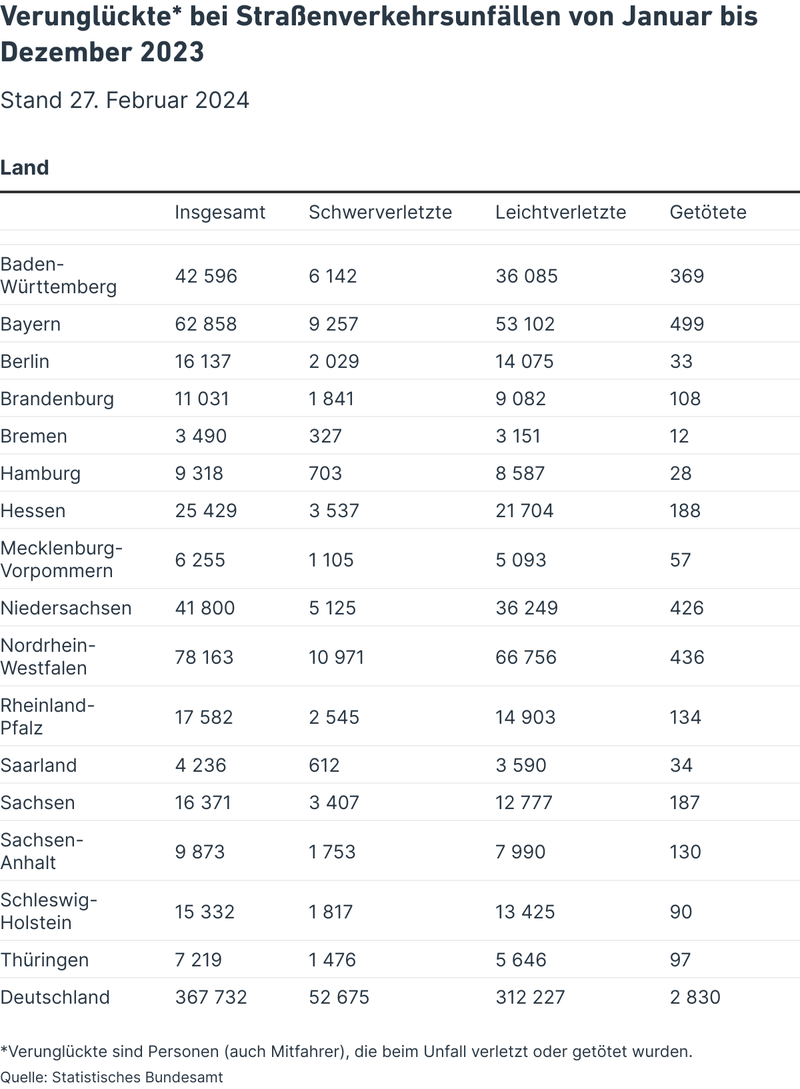 Verunglückte* bei Straßenverkehrsunfällen von Januar bis
Dezember 2023
Stand 27. Februar 2024
Land
Insgesamt Schwerverletzte Leichtverletzte Getötete
Baden-
Württemberg 42 596 6 142 36 085 369
Bayern 62 858 9 257 53 102 499
Berlin 16 137 2 029 14 075 33
Brandenburg 11 031 1 841 9 082 108
Bremen 3 490 327 3 151 12
Hamburg 9 318 703 8 587 28
Hessen 25 429 3 537 21 704 188
Mecklenburg-
Vorpommern 6 255 1 105 5 093 57
Niedersachsen 41 800 5 125 36 249 426
Nordrhein-
Westfalen 78 163 10 971 66 756 436
Rheinland-
Pfalz 17 582 2 545 14 903 134
Saarland 4 236 612 3 590 34
Sachsen 16 371 3 407 12 777 187
Sachsen-
Anhalt 9 873 1 753 7 990 130
Schleswig-
Holstein 15 332 1 817 13 425 90
Thüringen 7 219 1 476 5 646 97
Deutschland 367 732 52 675 312 227 2 830
*Verunglückte sind Personen (auch Mitfahrer), die beim Unfall verletzt oder getötet wurden.
Quelle: Statistisches Bundesamt